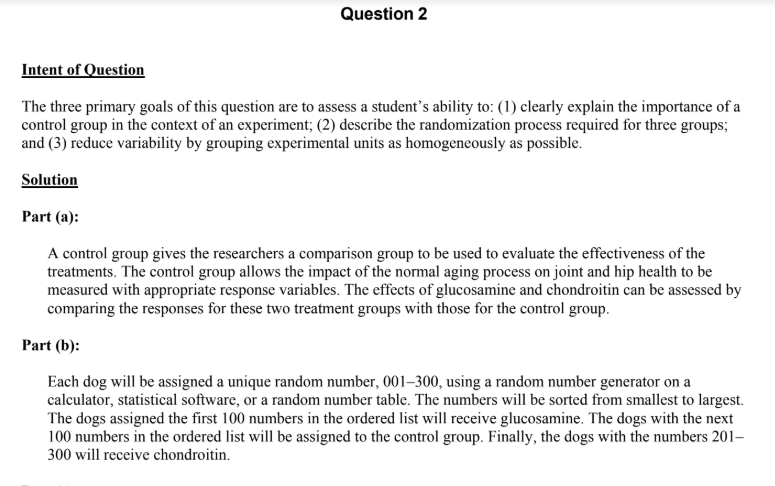 Question 2
Intent of Question
The three primary goals of this question are to assess a student’s ability to: (1) clearly explain the importance of a
control group in the context of an experiment; (2) describe the randomization process required for three groups;
and (3) reduce variability by grouping experimental units as homogeneously as possible.
Solution
Part (a):
A control group gives the researchers a comparison group to be used to evaluate the effectiveness of the
treatments. The control group allows the impact of the normal aging process on joint and hip health to be
measured with appropriate response variables. The effects of glucosamine and chondroitin can be assessed by
comparing the responses for these two treatment groups with those for the control group.
Part (b):
Each dog will be assigned a unique random number, 001–300, using a random number generator on a
calculator, statistical software, or a random number table. The numbers will be sorted from smallest to largest.
The dogs assigned the first 100 numbers in the ordered list will receive glucosamine. The dogs with the next
100 numbers in the ordered list will be assigned to the control group. Finally, the dogs with the numbers 201–
300 will receive chondroitin.